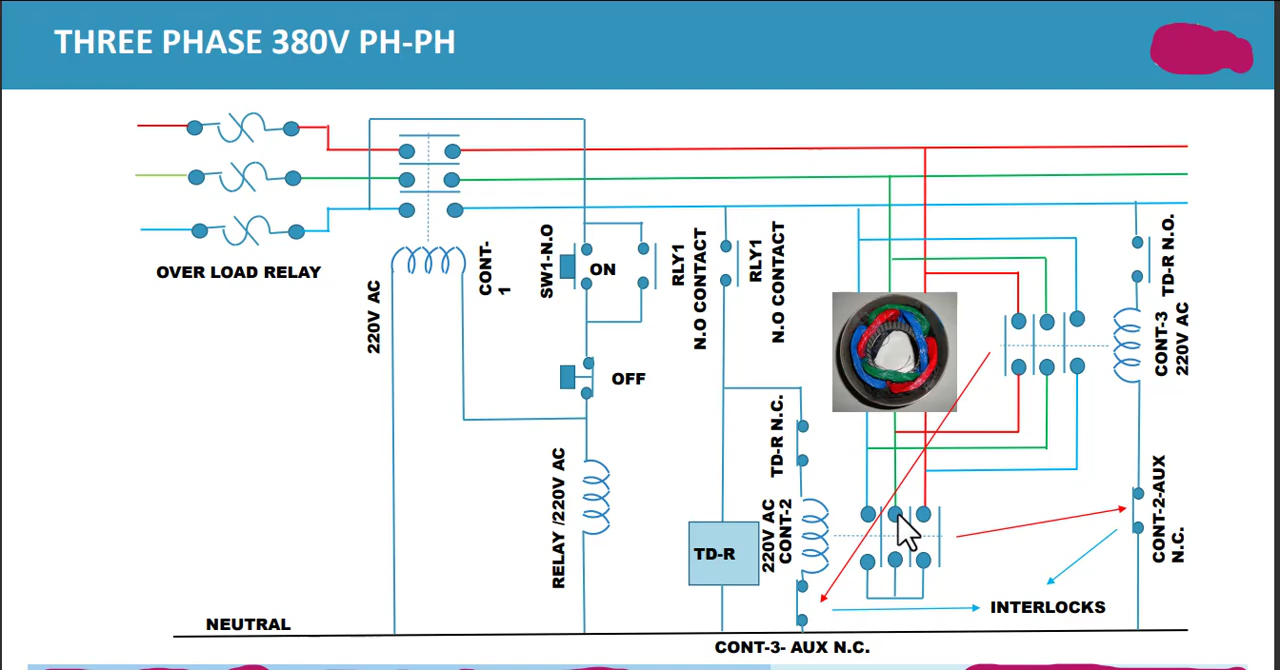 THREE PHASE 380V PH-PH
OVER LOAD RELAY
220V AC
CONT-
1
SW1-N.O
ON
RLY1
N.O CONTACT
RLY1
N.O CONTACT
TD-R N.O.
CONT-3
220V AC
OFF
TD-R N.C.
RELAY /220V AC
TD-R
220V AC
CONT-2
CONT-2-AUX
N.C.
INTERLOCKS
NEUTRAL
CONT-3- AUX N.C.